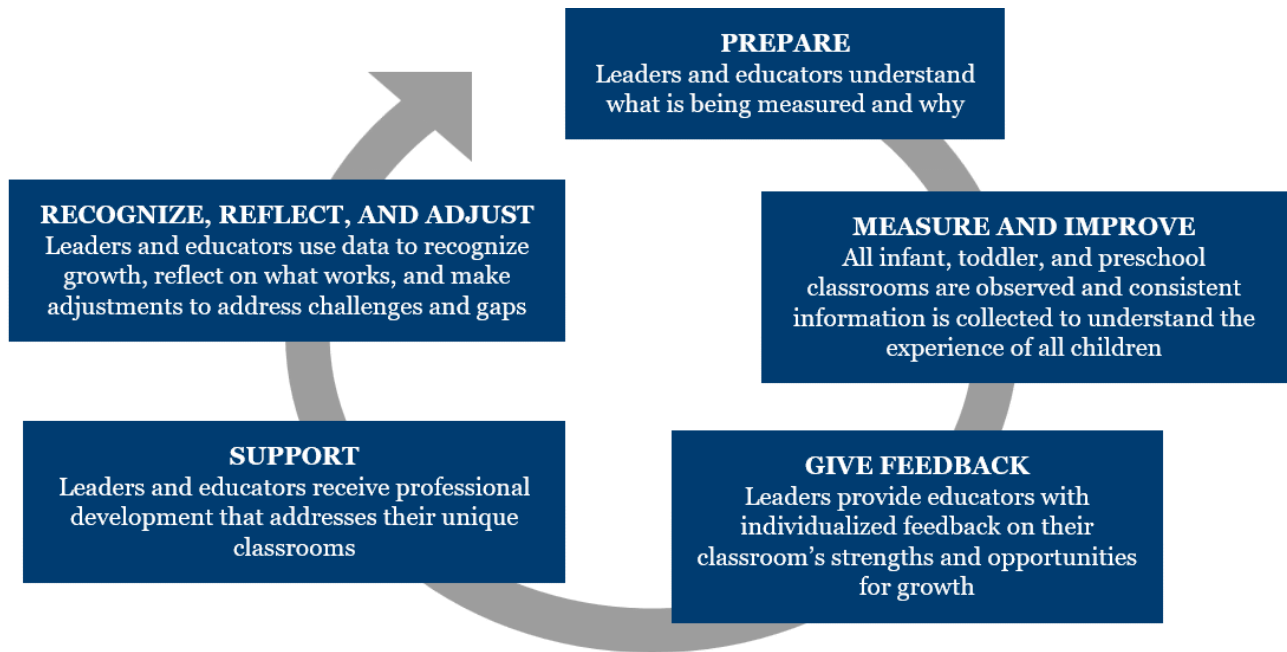 PREPARE
Leaders and educators understand
what is being measured and why
MEASURE AND IMPROVE
All infant, toddler, and preschool
classrooms are observed and consistent
information is collected to understand the
experience of all children
GIVE FEEDBACK
Leaders provide educators with
individualized feedback on their
classroom’s strengths and opportunities
for growth
SUPPORT
Leaders and educators receive professional
development that addresses their unique
classrooms
RECOGNIZE, REFLECT, AND ADJUST
Leaders and educators use data to recognize
growth, reflect on what works, and make
adjustments to address challenges and gaps